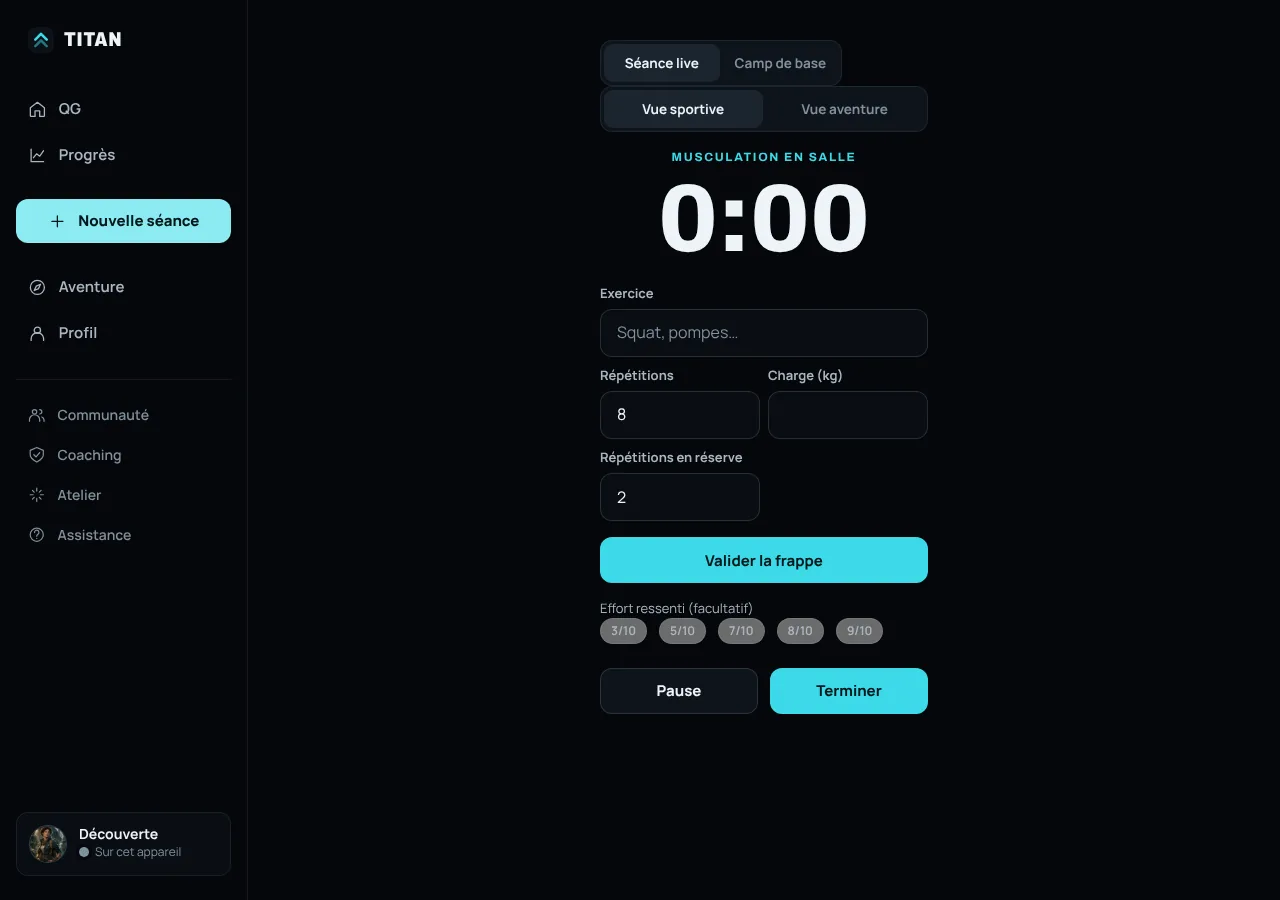 TITAN
QG
Progrès
Nouvelle séance
Aventure
Profil
Communauté
Coaching
Atelier
Assistance
Découverte
Sur cet appareil
Séance live Camp de base
Vue sportive Vue aventure
MUSCULATION EN SALLE
0:00
Exercice
Squat, pompes…
Répétitions Charge (kg)
8
Répétitions en réserve
2
Valider la frappe
Effort ressenti (facultatif)
3/10 5/10 7/10 8/10 9/10
Pause Terminer